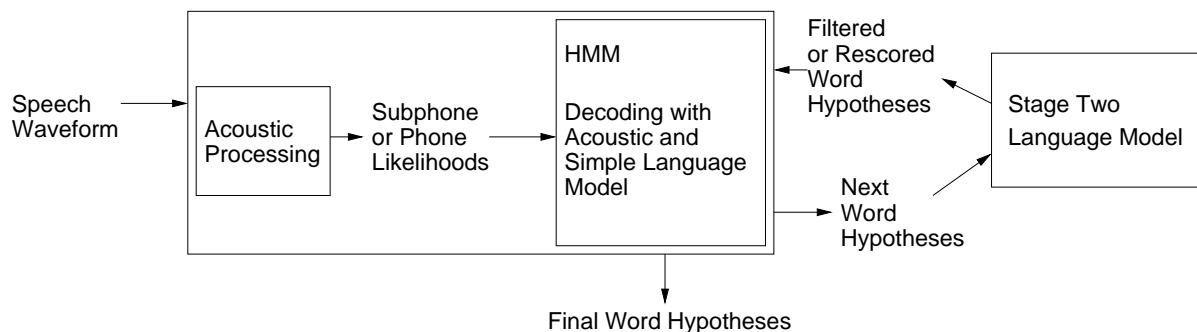 Speech
Waveform
Acoustic
Processing
Subphone
or Phone
Likelihoods
HMM
Decoding with
Acoustic and
Simple Language
Model
Filtered
or Rescored
Word
Hypotheses
Stage Two
Language Model
Next
Word
Hypotheses
Final Word Hypotheses